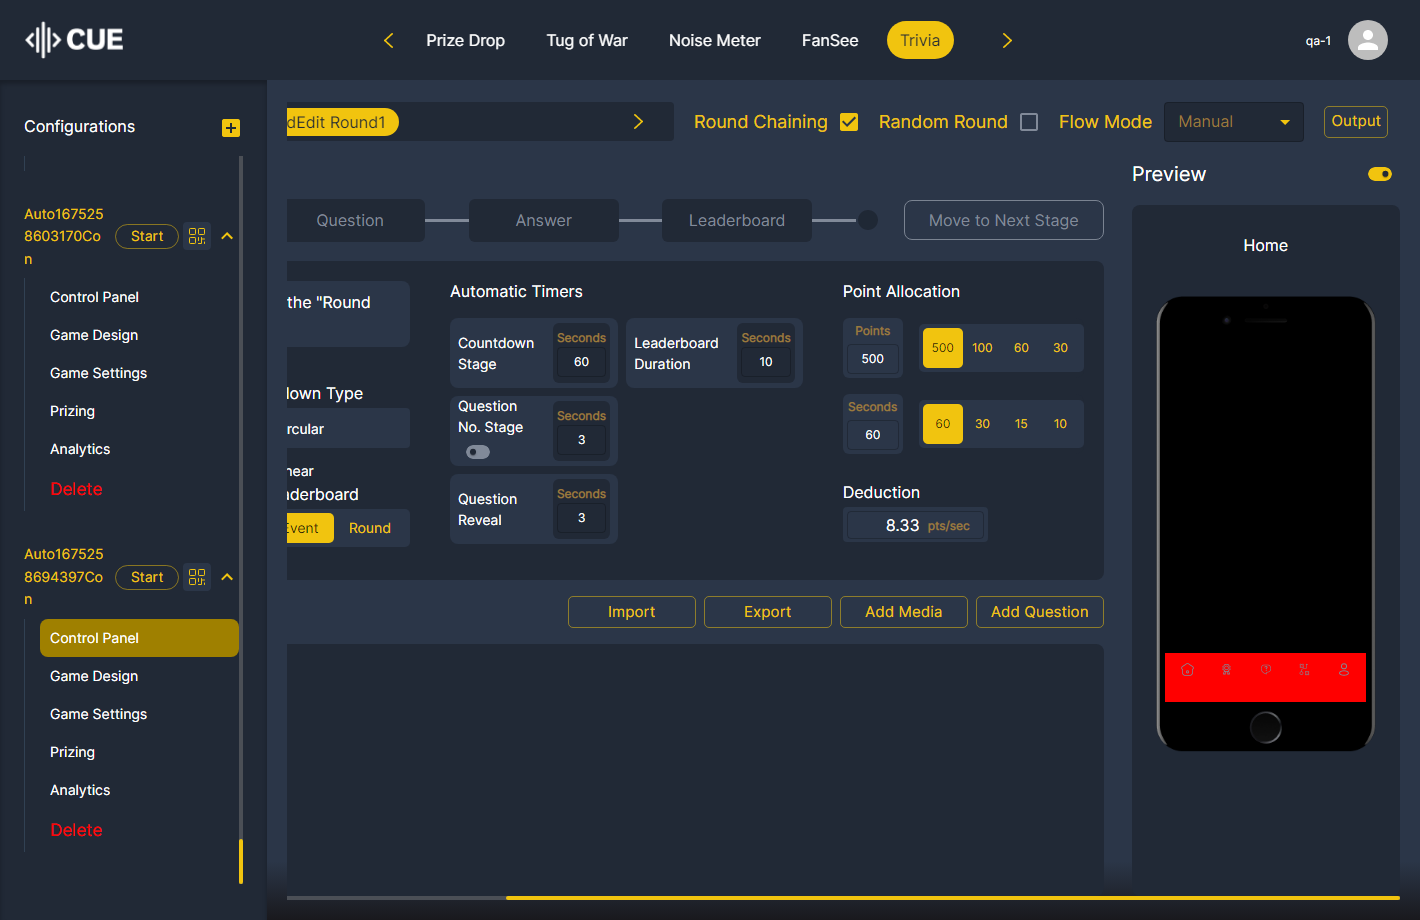 CUE
Prize Drop
Tug of War
Noise Meter
FanSee
Trivia
qa-1
Configurations
dEdit Round1
Round Chaining
Random Round
Flow Mode
Manual
Output
Preview
Auto167525
8603170Co
n
Start
Control Panel
Game Design
Game Settings
Prizing
Analytics
Delete
Auto167525
8694397Co
n
Start
Control Panel
Game Design
Game Settings
Prizing
Analytics
Delete
Question
Answer
Leaderboard
Move to Next Stage
the "Round
down Type
rcular
near
aderboard
Event
Round
Automatic Timers
Countdown
Stage
Seconds
60
Leaderboard
Duration
Seconds
10
Question
No. Stage
Seconds
3
Question
Reveal
Seconds
3
Point Allocation
Points
500
500
100
60
30
Seconds
60
60
30
15
10
Deduction
8.33 pts/sec
Import
Export
Add Media
Add Question
Home